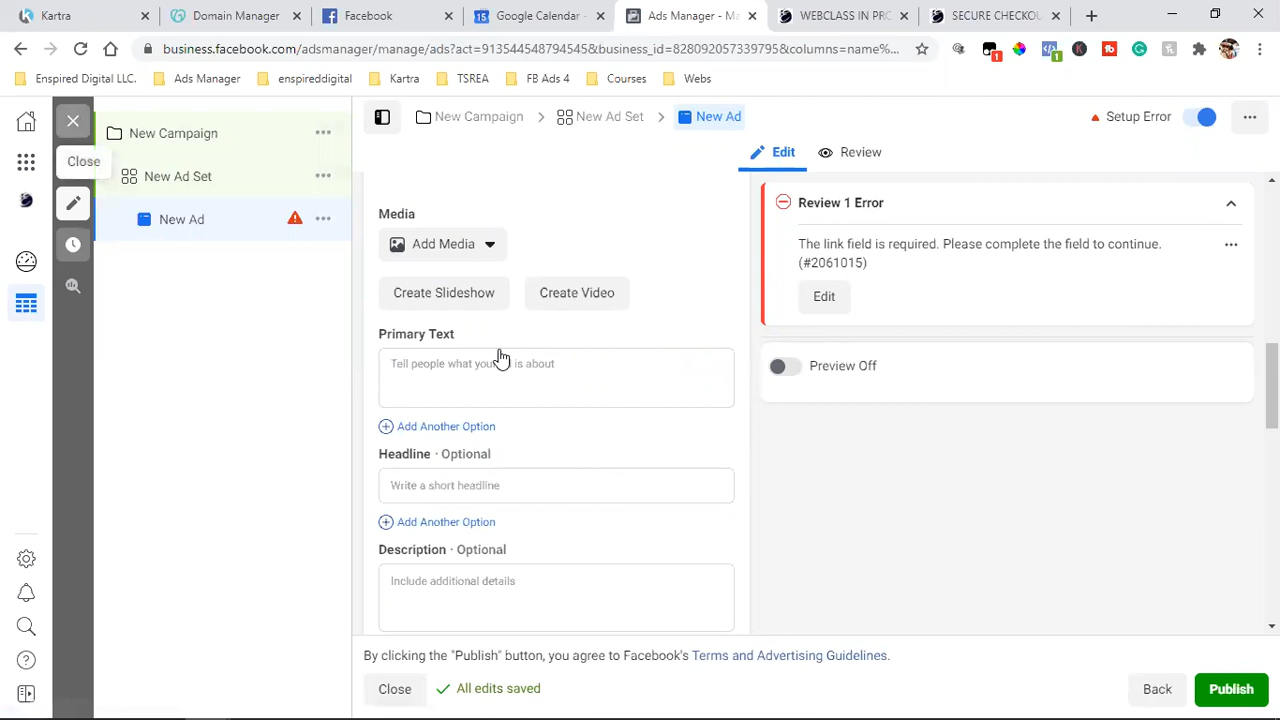 Kartra
Domain Manager
Facebook
Google Calendar -
Ads Manager - M
WEBCLASS IN PRC
SECURE CHECKOU
business.facebook.com/adsmanager/manage/ads?act=913544548794545&business_id=828092057339795&columns=name%...
1
1
Enspired Digital LLC.
Ads Manager
enspireddigital
Kartra
TSREA
FB Ads 4
Courses
Webs
New Campaign
New Ad Set
New Ad
Setup Error
New Campaign
Close
New Ad Set
New Ad
Edit
Review
Media
Add Media
Create Slideshow
Create Video
Primary Text
Tell people what you is about
Add Another Option
Headline · Optional
Write a short headline
Add Another Option
Description · Optional
Include additional details
Review 1 Error
The link field is required. Please complete the field to continue.
(#2061015)
Edit
Preview Off
By clicking the "Publish" button, you agree to Facebook's Terms and Advertising Guidelines.
Close
All edits saved
Back
Publish